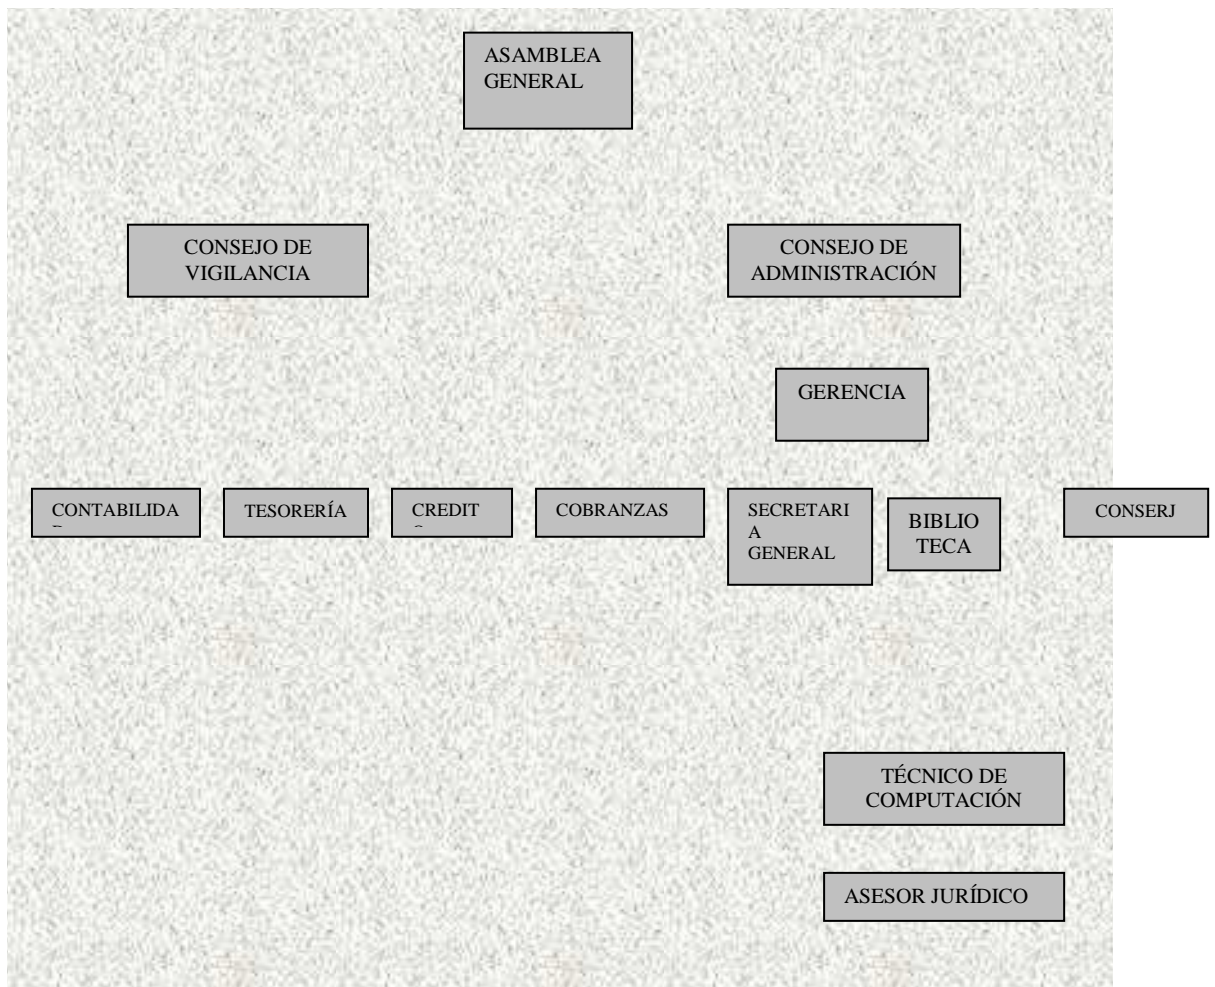 ASAMBLEA
GENERAL
CONSEJO DE
VIGILANCIA
CONSEJO DE
ADMINISTRACIÓN
GERENCIA
CONTABILIDA
TESORERÍA
CREDIT
COBRANZAS
SECRETARI
A
GENERAL
BIBLIO
TECA
CONSERJ
TÉCNICO DE
COMPUTACIÓN
ASESOR JURÍDICO